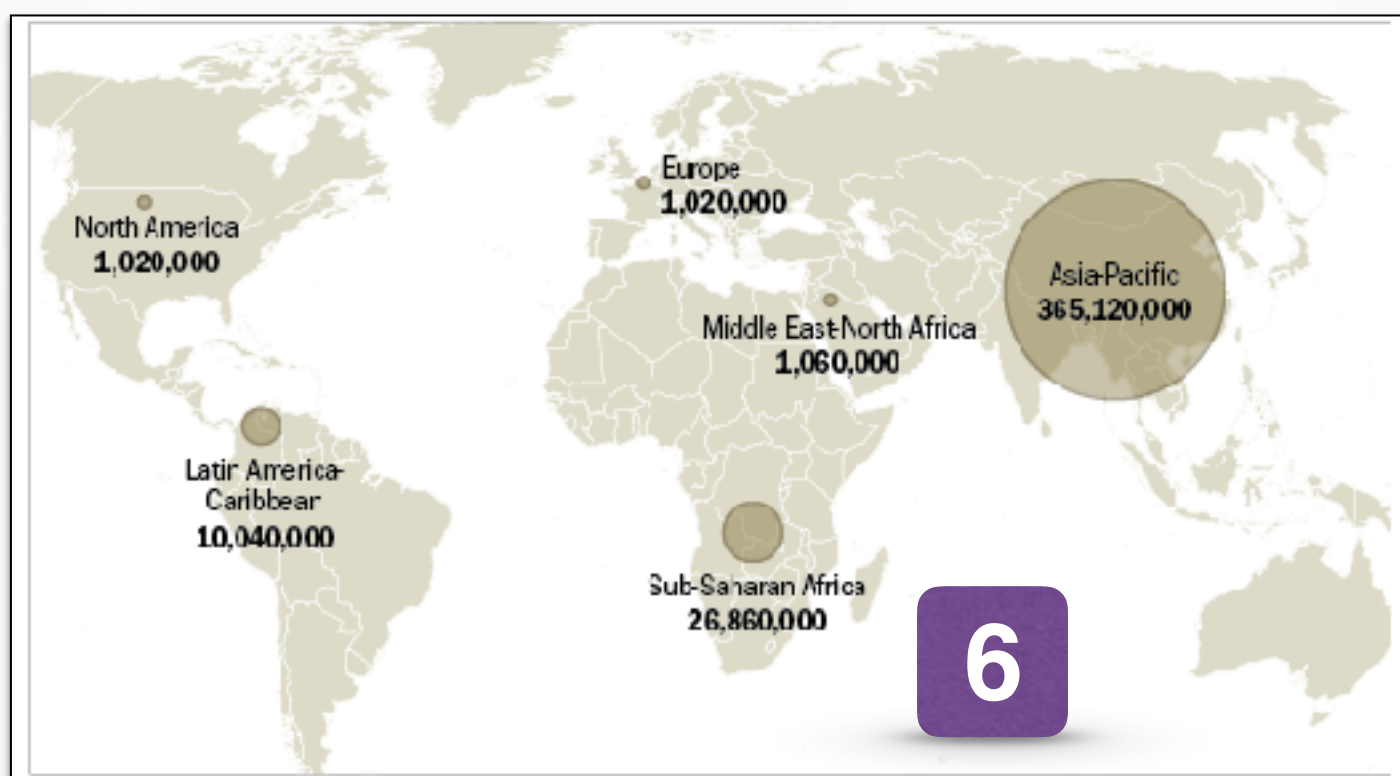 Europe
1,020,000
North America
1,020,000
Asia-Pacific
365,120,000
Middle East-North Africa
1,060,000
Latin America-
Caribbean
10,040,000
Sub-Saharan Africa
26,860,000
6